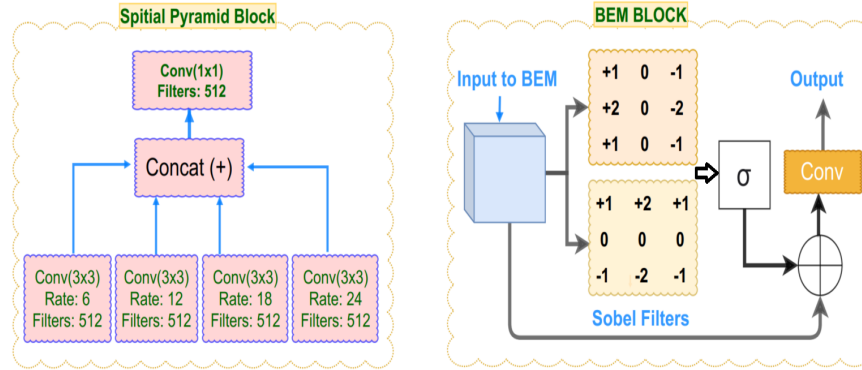 Spitial Pyramid Block
Conv(1x1)
Filters: 512
Concat (+)
Conv(3x3)
Rate: 6
Filters: 512
Conv(3x3)
Rate: 12
Filters: 512
Conv(3x3)
Rate: 18
Filters: 512
Conv(3x3)
Rate: 24
Filters: 512
BEM BLOCK
Input to BEM
+1 0 -1
+2 0 -2
+1 0 -1
+1 +2 +1
0 0 0
-1 -2 -1
Sobel Filters
σ
Output
Conv